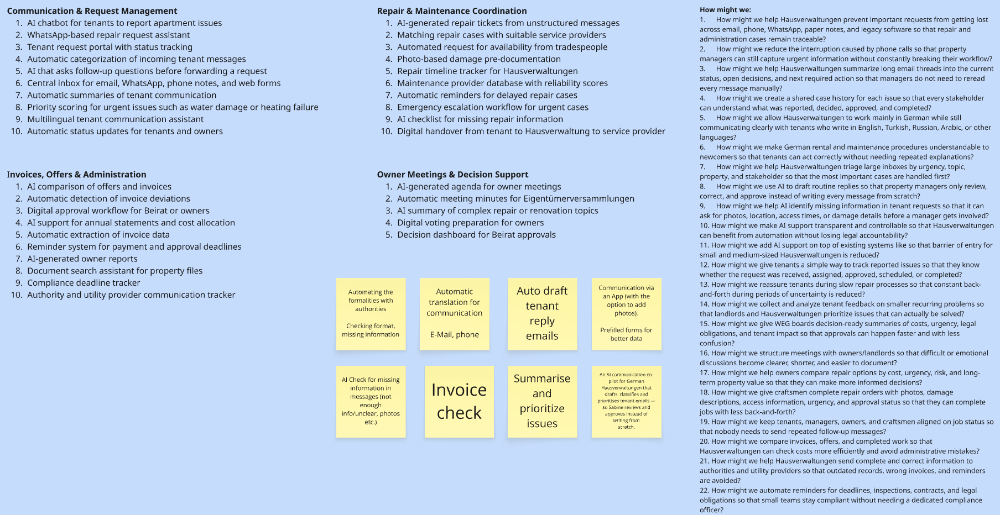 Communication & Request Management
1. AI chatbot for tenants to report apartment issues
2. WhatsApp-based repair request assistant
3. Tenant request portal with status tracking
4. Automatic categorization of incoming tenant messages
5. AI that asks follow-up questions before forwarding a request
6. Central inbox for email, WhatsApp, phone notes, and web forms
7. Automatic summaries of tenant communication
8. Priority scoring for urgent issues such as water damage or heating failure
9. Multilingual tenant communication assistant
10. Automatic status updates for tenants and owners
Repair & Maintenance Coordination
1. AI-generated repair tickets from unstructured messages
2. Matching repair cases with suitable service providers
3. Automated request for availability from tradespeople
4. Photo-based damage pre-documentation
5. Repair timeline tracker for Hausverwaltungen
6. Maintenance provider database with reliability scores
7. Automatic reminders for delayed repair cases
8. Emergency escalation workflow for urgent cases
9. AI checklist for missing repair information
10. Digital handover from tenant to Hausverwaltung to service provider
Invoices, Offers & Administration
1. AI comparison of offers and invoices
2. Automatic detection of invoice deviations
3. Digital approval workflow for Beirat or owners
4. AI support for annual statements and cost allocation
5. Automatic extraction of invoice data
6. Reminder system for payment and approval deadlines
7. AI-generated owner reports
8. Document search assistant for property files
9. Compliance deadline tracker
10. Authority and utility provider communication tracker
Owner Meetings & Decision Support
1. AI-generated agenda for owner meetings
2. Automatic meeting minutes for Eigentümerversammlungen
3. AI summary of complex repair or renovation topics
4. Digital voting preparation for owners
5. Decision dashboard for Beirat approvals
Automating the
formalities with
authorities
Checking format,
missing information
Automatic
translation for
communication
E-Mail, phone
Auto draft
tenant
reply
emails
Communication via
an App (with the
option to add
photos).
Prefilled forms for
better data
AI Check for missing
information in
messages (not
enough
info/unclear, photos
etc.)
Invoice
check
Summarise
and
prioritize
issues
An AI communication co-
pilot for German
Hausverwaltungen that
drafts, classifies and
prioritises tenant emails —
so Sabine reviews and
approves instead of
writing from
scratch.
How might we:
1. How might we help Hausverwaltungen prevent important requests from getting lost
across email, phone, WhatsApp, paper notes, and legacy software so that repair and
administration cases remain traceable?
2. How might we reduce the interruption caused by phone calls so that property
managers can still capture urgent information without constantly breaking their workflow?
3. How might we help Hausverwaltungen summarize long email threads into the current
status, open decisions, and next required action so that managers do not need to reread
every message manually?
4. How might we create a shared case history for each issue so that every stakeholder
can understand what was reported, decided, approved, and completed?
5. How might we allow Hausverwaltungen to work mainly in German while still
communicating clearly with tenants who write in English, Turkish, Russian, Arabic, or other
languages?
6. How might we make German rental and maintenance procedures understandable to
newcomers so that tenants can act correctly without needing repeated explanations?
7. How might we help Hausverwaltungen triage large inboxes by urgency, topic,
property, and stakeholder so that the most important cases are handled first?
8. How might we use AI to draft routine replies so that property managers only review,
correct, and approve instead of writing every message from scratch?
9. How might we help AI identify missing information in tenant requests so that it can
ask for photos, location, access times, or damage details before a manager gets involved?
10. How might we make AI support transparent and controllable so that Hausverwaltungen
can benefit from automation without losing legal accountability?
11. How might we add AI support on top of existing systems like so that barrier of entry for
small and medium-sized Hausverwaltungen is reduced?
12. How might we give tenants a simple way to track reported issues so that they know
whether the request was received, assigned, approved, scheduled, or completed?
13. How might we reassure tenants during slow repair processes so that constant back-
and-forth during periods of uncertainty is reduced?
14. How might we collect and analyze tenant feedback on smaller recurring problems so
that landlords and Hausverwaltungen prioritize issues that can actually be solved?
15. How might we give WEG boards decision-ready summaries of costs, urgency, legal
obligations, and tenant impact so that approvals can happen faster and with less
confusion?
16. How might we structure meetings with owners/landlords so that difficult or emotional
discussions become clearer, shorter, and easier to document?
17. How might we help owners compare repair options by cost, urgency, risk, and long-
term property value so that they can make more informed decisions?
18. How might we give craftsmen complete repair orders with photos, damage
descriptions, access information, urgency, and approval status so that they can complete
jobs with less back-and-forth?
19. How might we keep tenants, managers, owners, and craftsmen aligned on job status so
that nobody needs to send repeated follow-up messages?
20. How might we compare invoices, offers, and completed work so that
Hausverwaltungen can check costs more efficiently and avoid administrative mistakes?
21. How might we help Hausverwaltungen send complete and correct information to
authorities and utility providers so that outdated records, wrong invoices, and reminders
are avoided?
22. How might we automate reminders for deadlines, inspections, contracts, and legal
obligations so that small teams stay compliant without needing a dedicated compliance
officer?